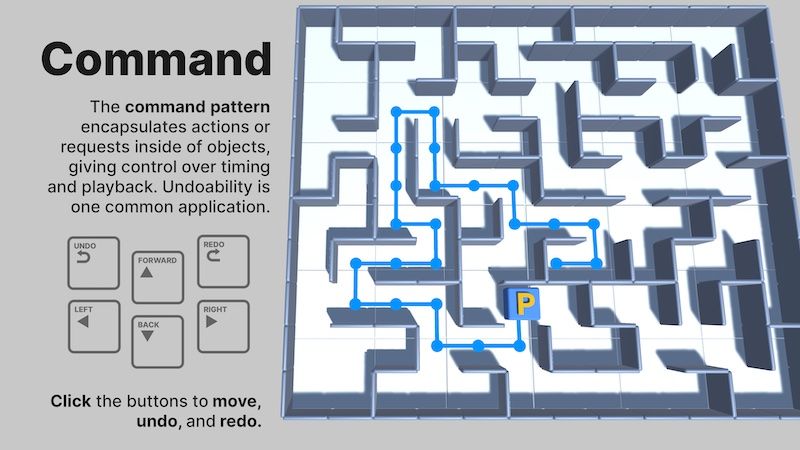 Command
The command pattern
encapsulates actions or
requests inside of objects,
giving control over timing
and playback. Undoability is
one common application.
UNDO
FORWARD
REDO
LEFT
BACK
RIGHT
Click the buttons to move,
undo, and redo.
P